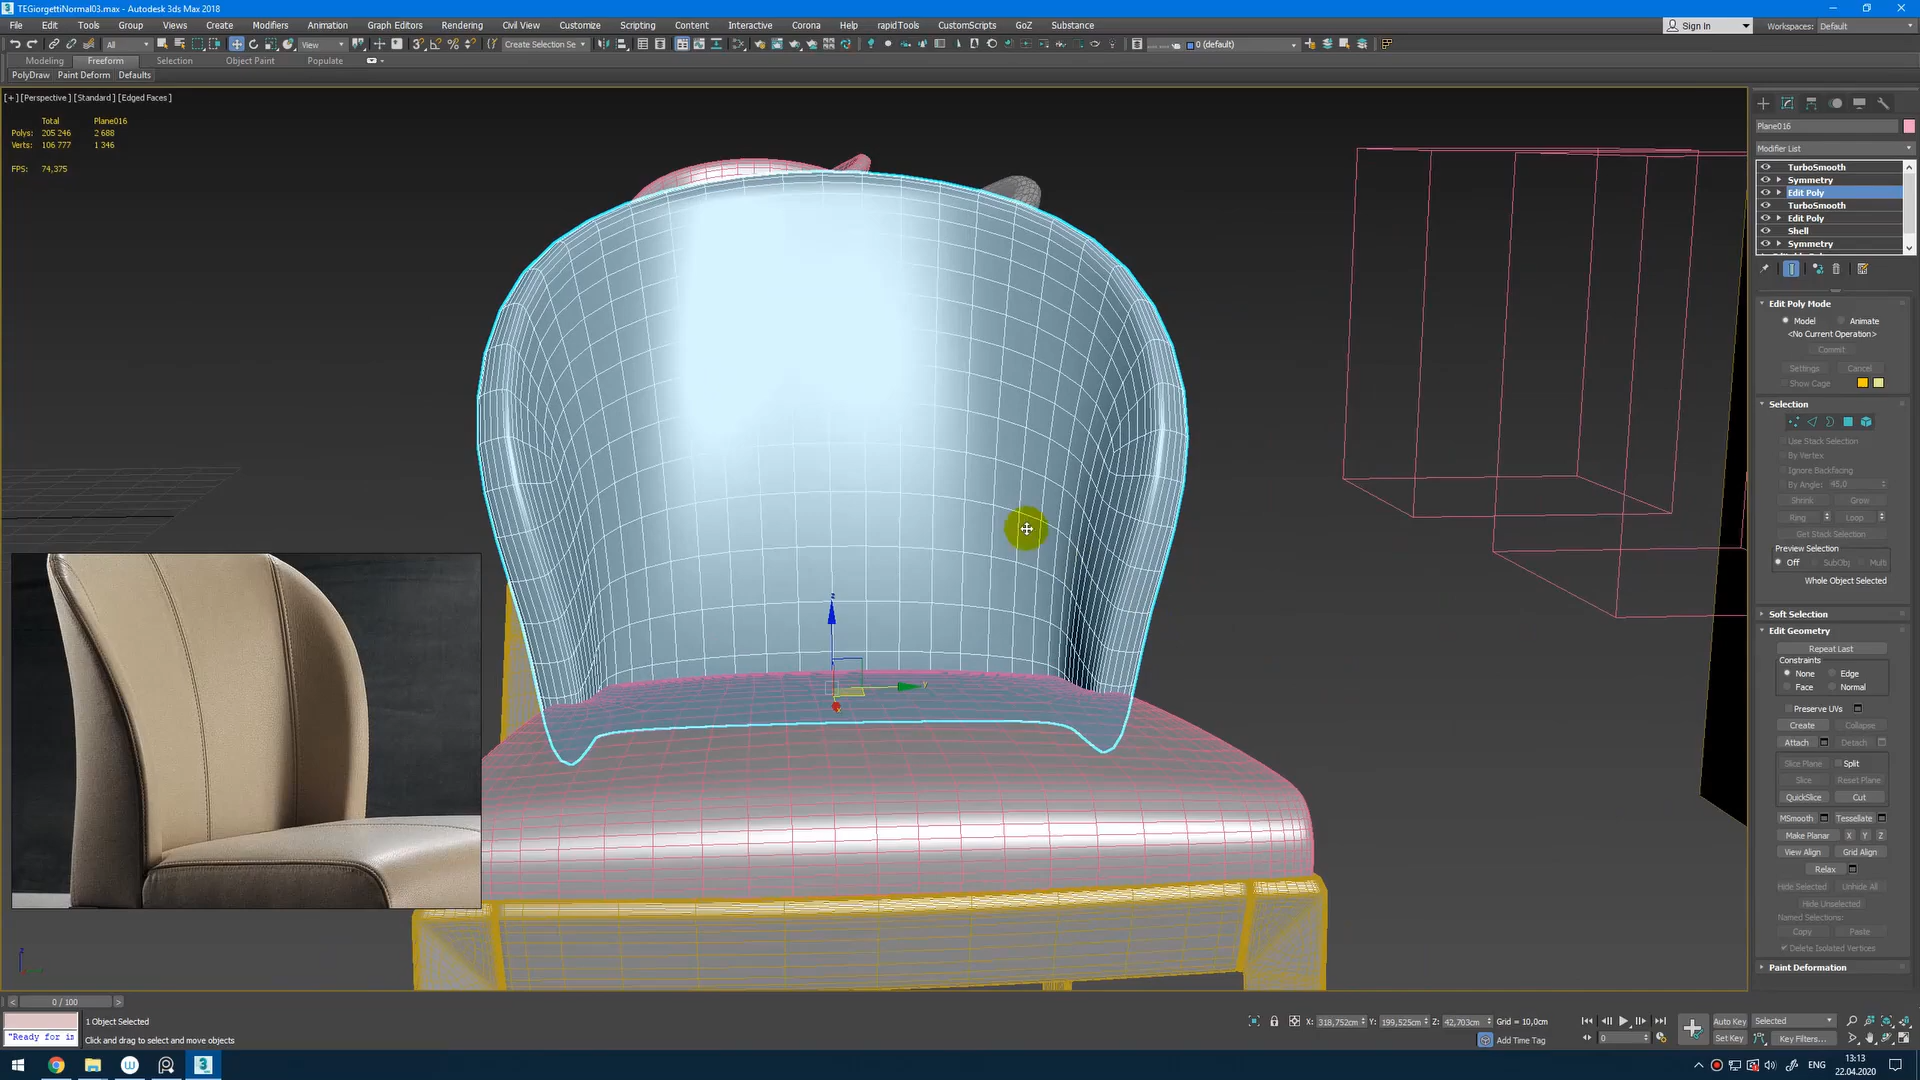 TEGiorgettiNormal03.max - Autodesk 3ds Max 2018
File Edit Tools Group Views Create Modifiers Animation Graph Editors Rendering Civil View Customize Scripting Content Interactive Corona Help rapidTools CustomScripts GoZ Substance
Sign In Workspaces: Default
All View Create Selection Se 0 (default)
Modeling Freeform Selection Object Paint Populate
PolyDraw Paint Deform Defaults
[+] [Perspective] [Standard] [Edged Faces]
Total Plane016
Polys: 205 246 2 688
Verts: 106 777 1 346
FPS: 74,375
Plane016
Modifier List
TurboSmooth
Symmetry
Edit Poly
TurboSmooth
Edit Poly
Shell
Symmetry
Edit Poly Mode
Model Animate
<No Current Operation>
Commit
Settings Cancel
Show Cage
Selection
Use Stack Selection
By Vertex
Ignore Backfacing
By Angle: 45,0
Shrink Grow
Ring Loop
Get Stack Selection
Preview Selection
Off SubObj Multi
Whole Object Selected
Soft Selection
Edit Geometry
Repeat Last
Constraints
None Edge
Face Normal
Preserve UVs
Create Collapse
Attach Detach
Slice Plane Split
Slice Reset Plane
QuickSlice Cut
MSmooth Tessellate
Make Planar X Y Z
View Align Grid Align
Relax
Hide Selected Unhide All
Hide Unselected
Named Selections:
Copy Paste
Delete Isolated Vertices
Paint Deformation
z
y
z
0 / 100
1 Object Selected
"Ready for in
Click and drag to select and move objects
X: 318,752cm Y: 199,525cm Z: 42,703cm Grid = 10,0cm
Add Time Tag
Auto Key Selected
Set Key Key Filters...
0
ENG
13:13
22.04.2020